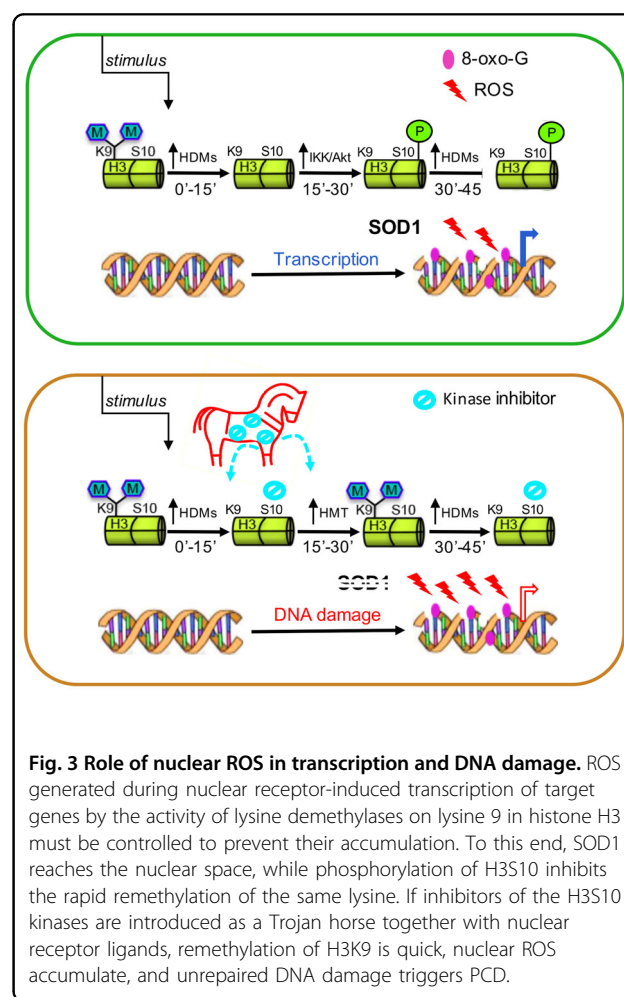 stimulus
8-oxo-G
ROS
M M
P P
K9 S10 K9 S10 K9 S10 K9 S10
H3 ↑HDMs H3 ↑IKK/Akt H3 ↑HDMs H3
0'-15' 15'-30' 30'-45
SOD1
Transcription
stimulus
Kinase inhibitor
M M M M
K9 S10 K9 S10 K9 S10 K9 S10
H3 ↑HDMs H3 ↑HMT H3 ↑HDMs H3
0'-15' 15'-30' 30'-45'
SOD1
DNA damage
Fig. 3 Role of nuclear ROS in transcription and DNA damage. ROS
generated during nuclear receptor-induced transcription of target
genes by the activity of lysine demethylases on lysine 9 in histone H3
must be controlled to prevent their accumulation. To this end, SOD1
reaches the nuclear space, while phosphorylation of H3S10 inhibits
the rapid remethylation of the same lysine. If inhibitors of the H3S10
kinases are introduced as a Trojan horse together with nuclear
receptor ligands, remethylation of H3K9 is quick, nuclear ROS
accumulate, and unrepaired DNA damage triggers PCD.